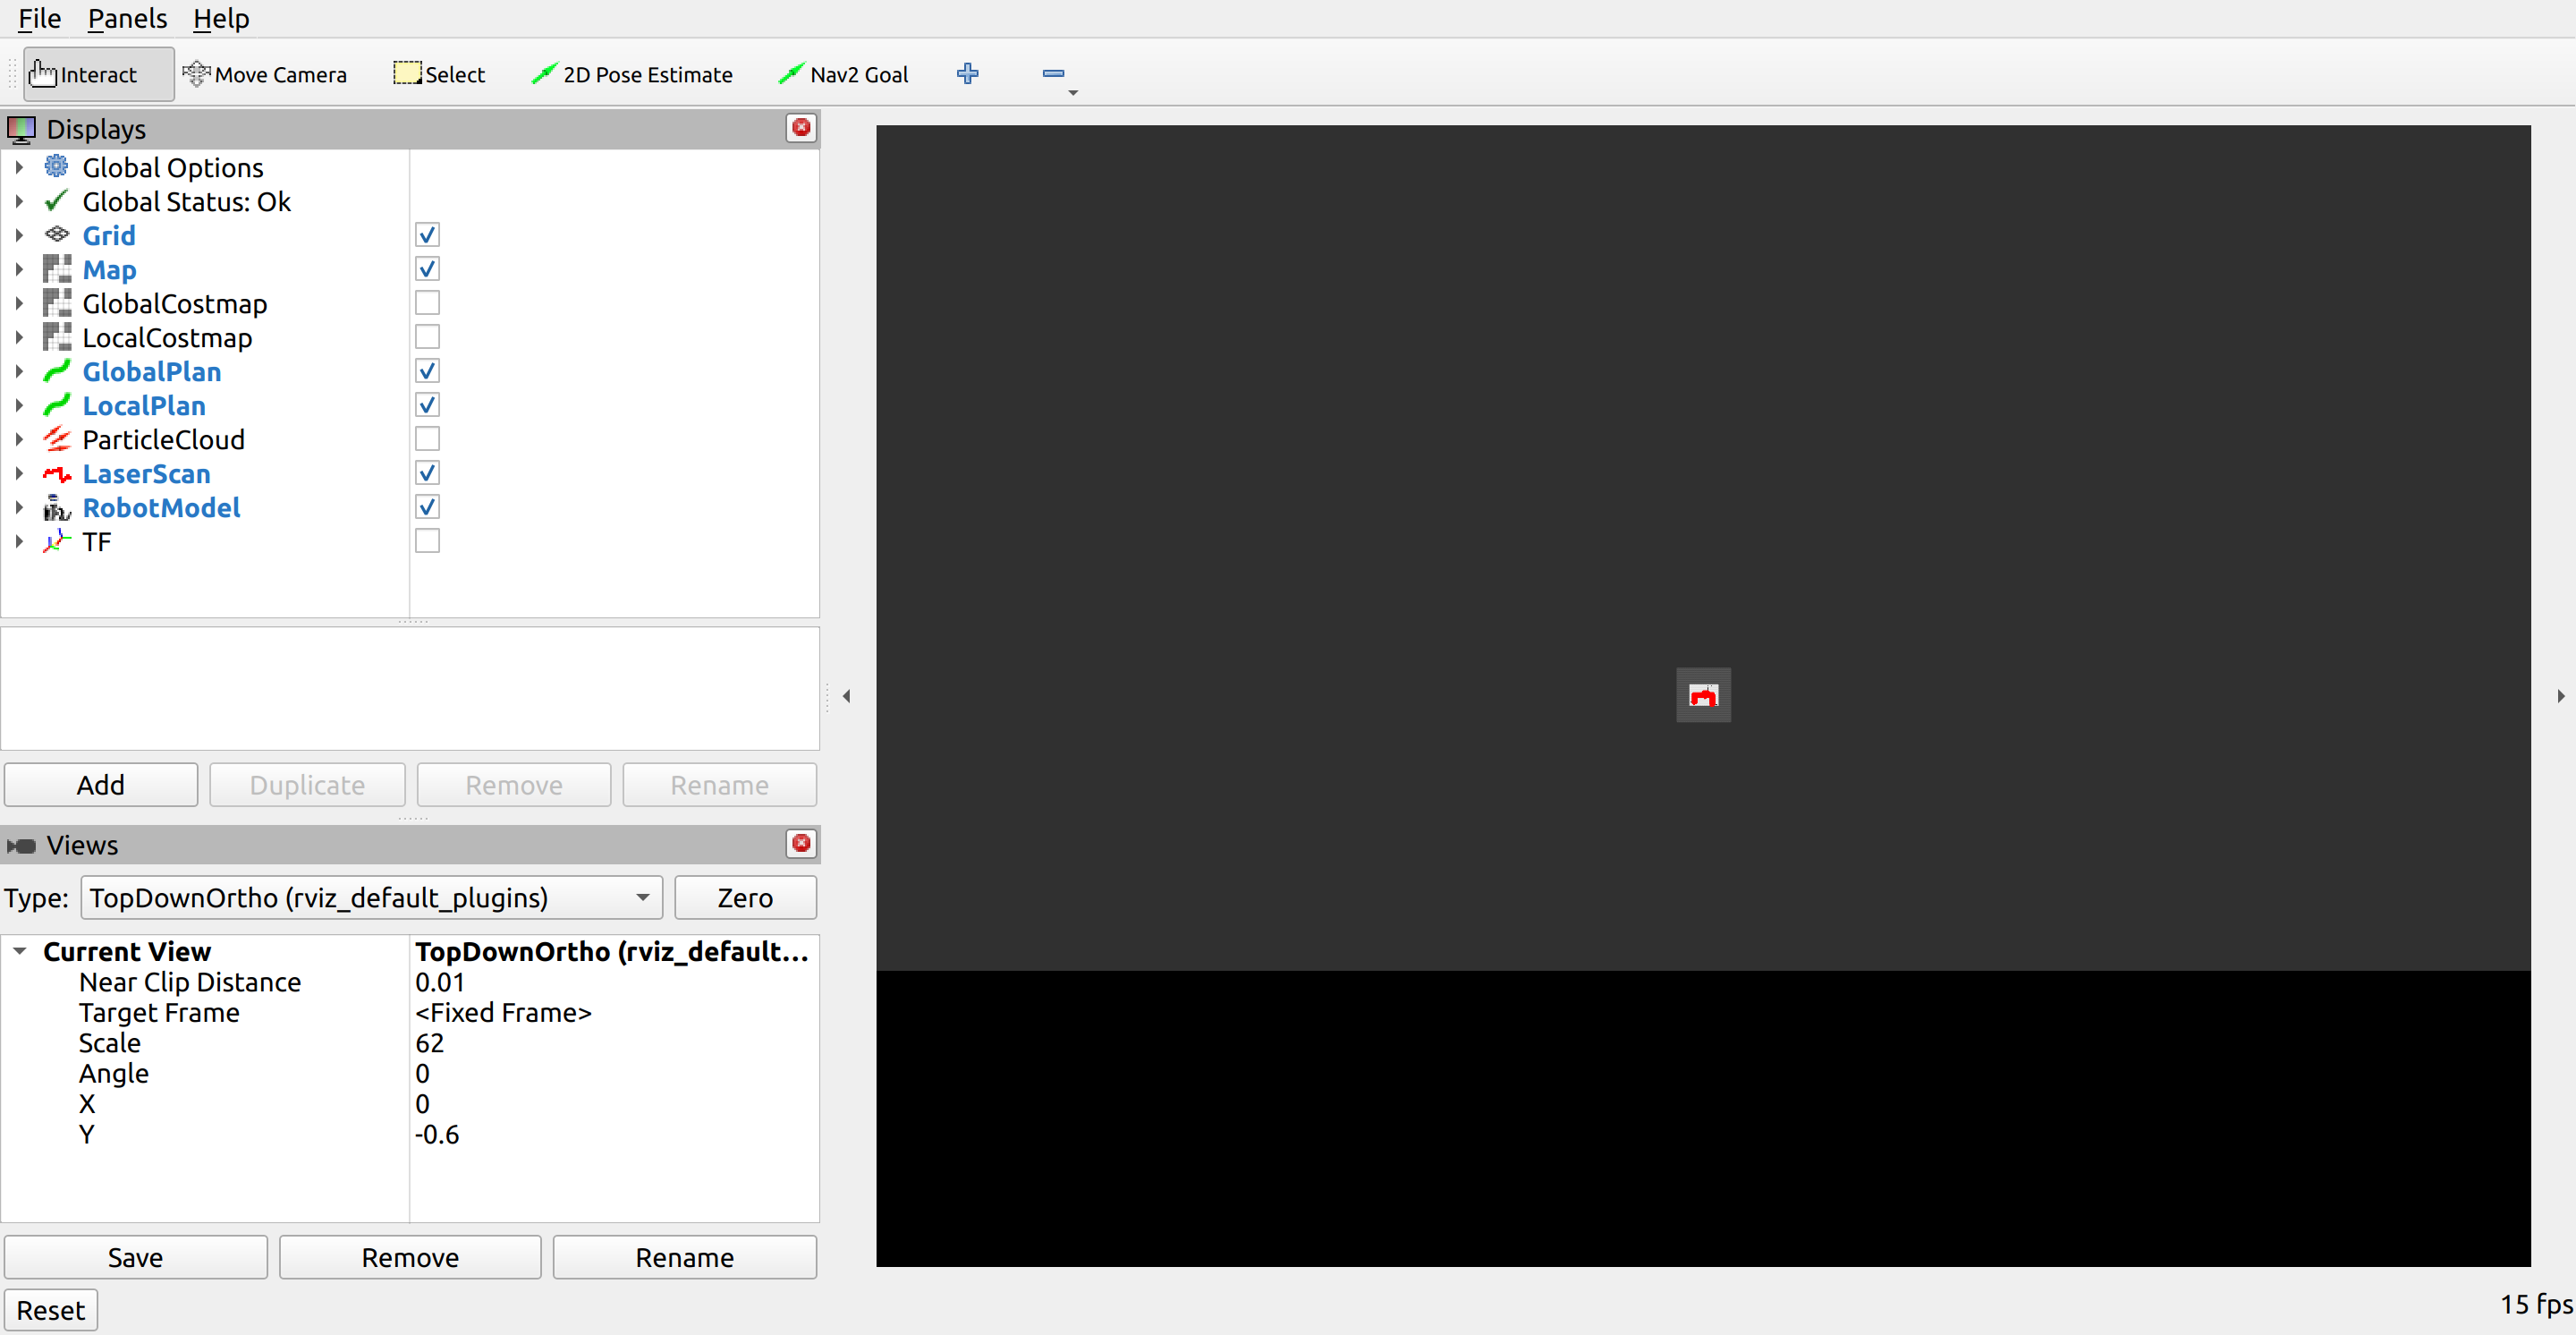 File Panels Help
Interact Move Camera Select 2D Pose Estimate Nav2 Goal
Displays
Global Options
Global Status: Ok
Grid
Map
GlobalCostmap
LocalCostmap
GlobalPlan
LocalPlan
ParticleCloud
LaserScan
RobotModel
TF
Add Duplicate Remove Rename
Views
Type: TopDownOrtho (rviz_default_plugins) Zero
Current View TopDownOrtho (rviz_default...
Near Clip Distance 0.01
Target Frame <Fixed Frame>
Scale 62
Angle 0
X 0
Y -0.6
Save Remove Rename
Reset
15 fps